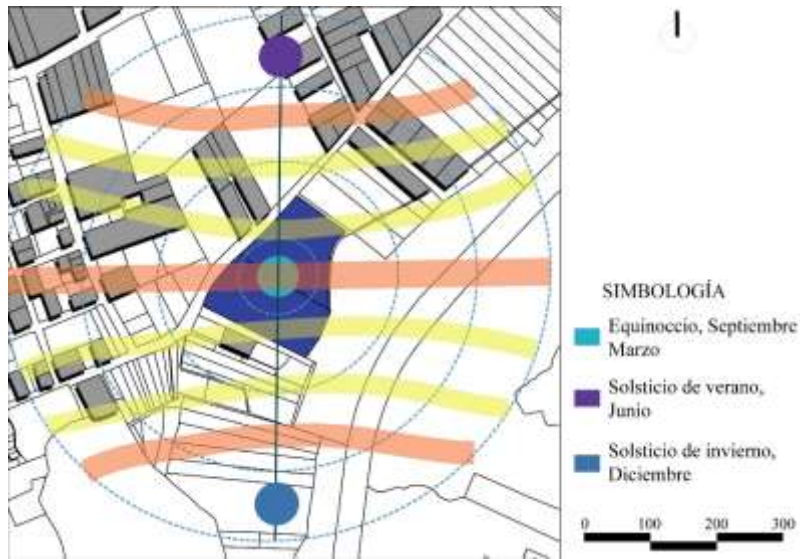 SIMBOLOGÍA
Equinoccio, Septiembre
Marzo
Solsticio de verano,
Junio
Solsticio de invierno,
Diciembre
0 100 200 300